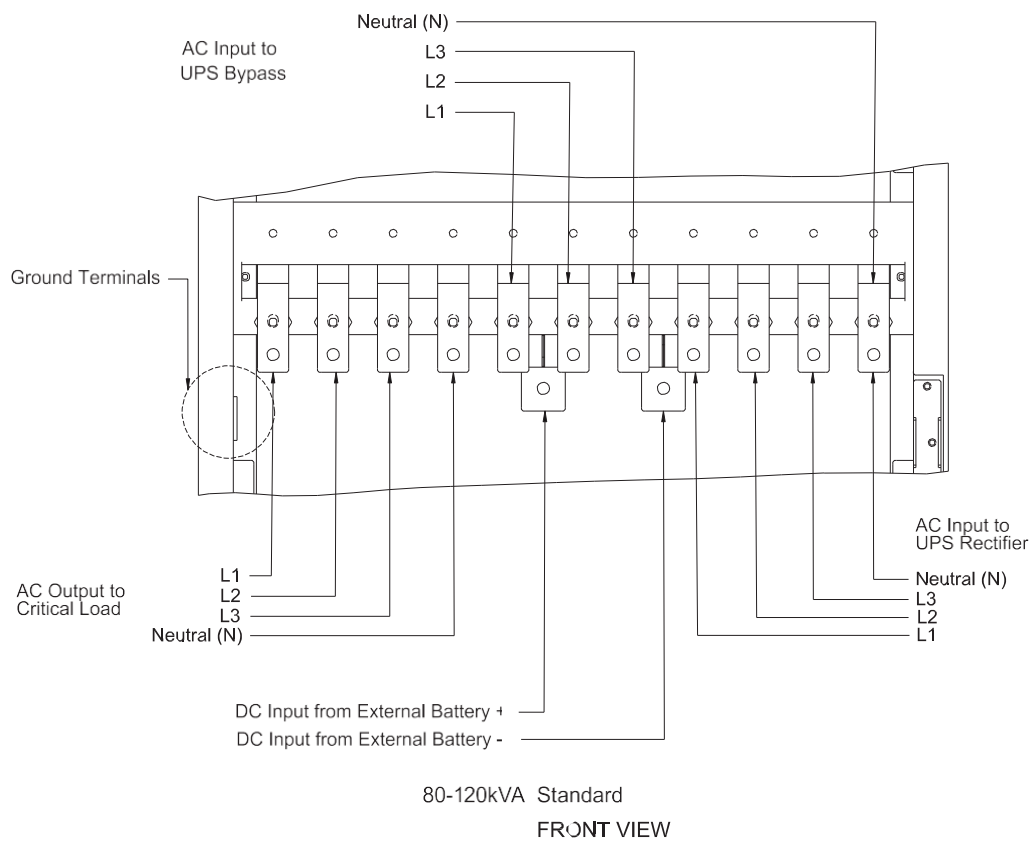 Neutral (N)
AC Input to
UPS Bypass
L3
L2
L1
Ground Terminals
AC Input to
UPS Rectifier
AC Output to
Critical Load
L1
L2
L3
Neutral (N)
Neutral (N)
L3
L2
L1
DC Input from External Battery +
DC Input from External Battery -
80-120kVA Standard
FRONT VIEW